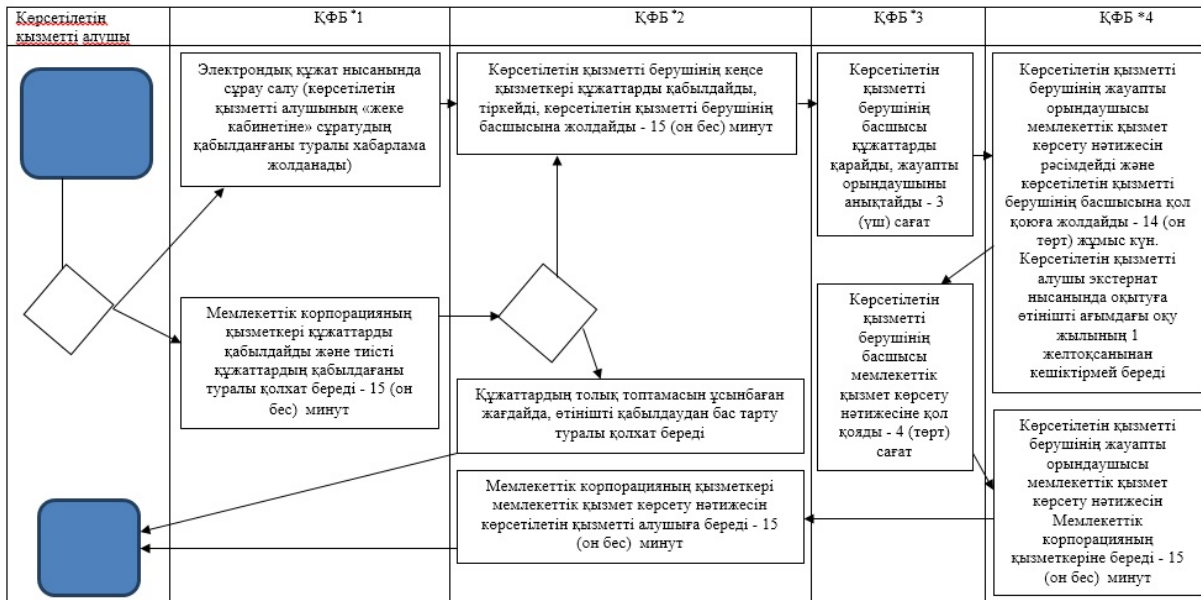 Көрсетілетін
қызметті алушы
ҚФБ *1
ҚФБ *2
ҚФБ *3
ҚФБ *4
Электрондық құжат нысанында
сұрау салу (көрсетілетін
қызметті алушының «жеке
кабинетіне» сұратудың
қабылданғаны туралы хабарлама
жолданады)
Көрсетілетін қызметті берушінің кеңсе
қызметкері құжаттарды қабылдайды,
тіркейді, көрсетілетін қызметті берушінің
басшысына жолдайды - 15 (он бес) минут
Көрсетілетін
қызметті
берушінің
басшысы
құжаттарды
қарайды, жауапты
орындаушыны
анықтайды - 3
(үш) сағат
Көрсетілетін қызметті
берушінің жауапты
орындаушысы
мемлекеттік қызмет
көрсету нәтижесін
рәсімдейді және
көрсетілетін қызметті
берушінің басшысына қол
қоюға жолдайды - 14 (он
төрт) жұмыс күн.
Көрсетілетін қызметті
алушы экстернат
нысанында оқытуға
өтінішті ағымдағы оқу
жылының 1
желтоқсанынан
кешіктірмей береді
Мемлекеттік корпорацияның
қызметкері құжаттарды
қабылдайды және тиісті
құжаттардың қабылдағаны
туралы қолхат береді - 15 (он
бес) минут
Құжаттардың толық топтамасын ұсынбаған
жағдайда, өтінішті қабылдаудан бас тарту
туралы қолхат береді
Көрсетілетін
қызметті
берушінің
басшысы
мемлекеттік
қызмет көрсету
нәтижесіне қол
қояды - 4 (төрт)
сағат
Мемлекеттік корпорацияның қызметкері
мемлекеттік қызмет көрсету нәтижесін
көрсетілетін қызметті алушыға береді - 15
(он бес) минут
Көрсетілетін қызметті
берушінің жауапты
орындаушысы
мемлекеттік қызмет
көрсету нәтижесін
Мемлекеттік
корпорацияның
қызметкеріне береді - 15
(он бес) минут